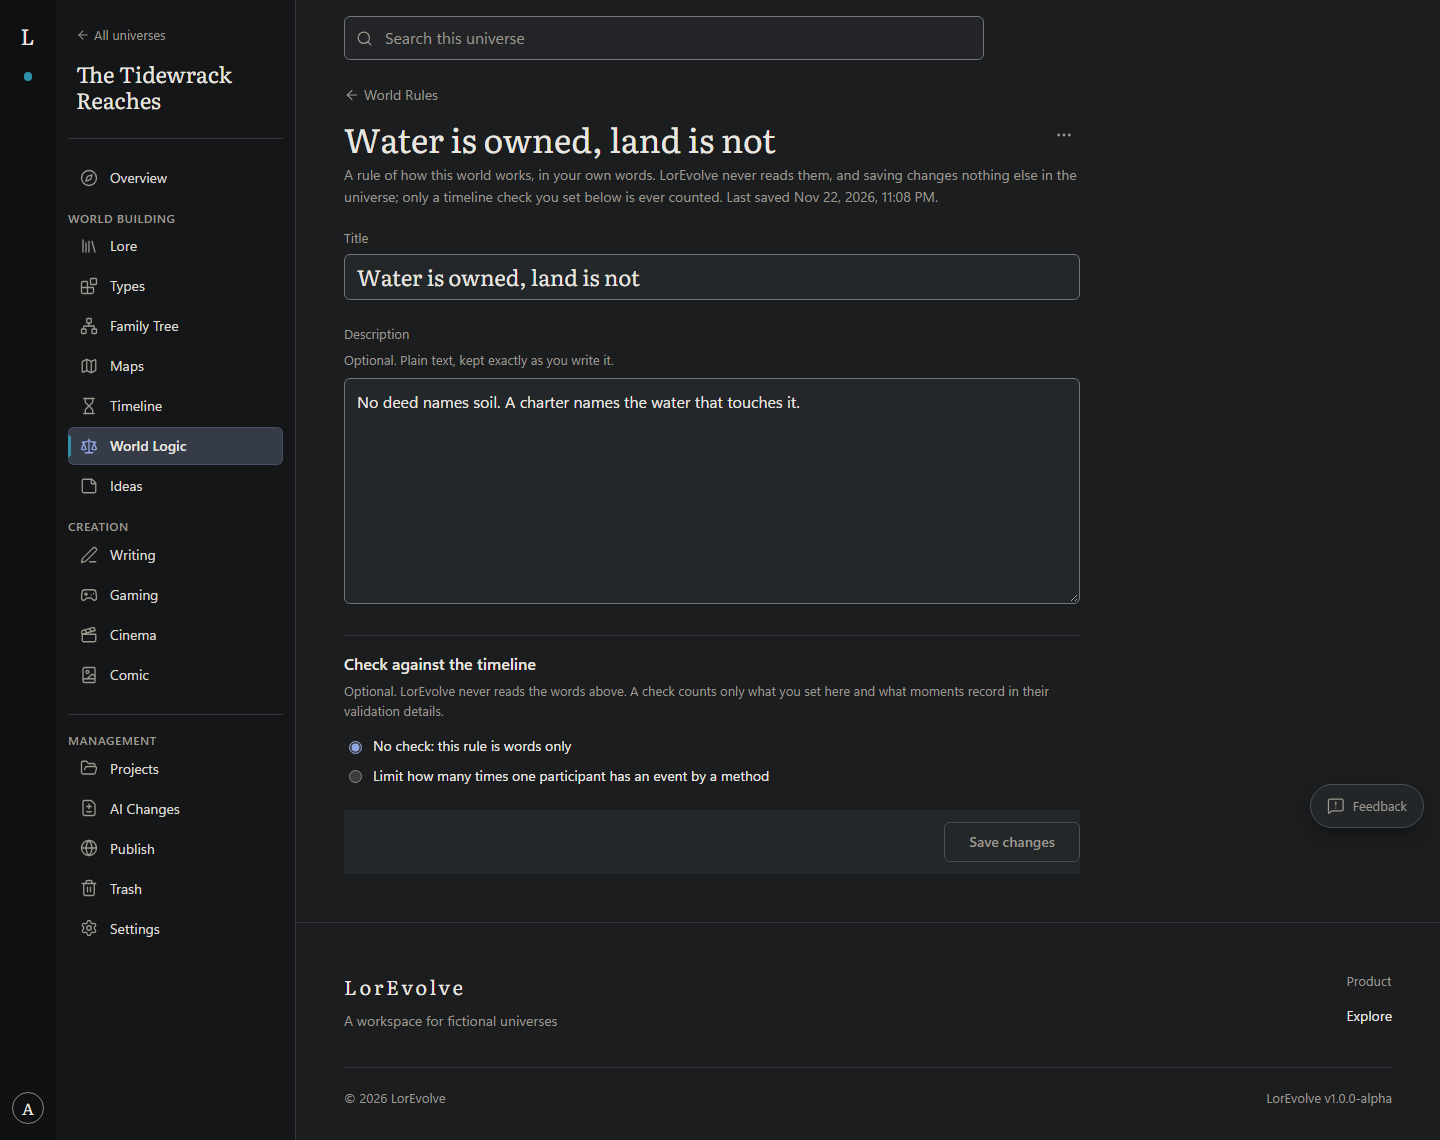 L
← All universes
The Tidewrack
Reaches
Overview
WORLD BUILDING
Lore
Types
Family Tree
Maps
Timeline
World Logic
Ideas
CREATION
Writing
Gaming
Cinema
Comic
MANAGEMENT
Projects
AI Changes
Publish
Trash
Settings
A
Search this universe
← World Rules
Water is owned, land is not
A rule of how this world works, in your own words. LorEvolve never reads them, and saving changes nothing else in the
universe; only a timeline check you set below is ever counted. Last saved Nov 22, 2026, 11:08 PM.
Title
Water is owned, land is not
Description
Optional. Plain text, kept exactly as you write it.
No deed names soil. A charter names the water that touches it.
Check against the timeline
Optional. LorEvolve never reads the words above. A check counts only what you set here and what moments record in their
validation details.
No check: this rule is words only
Limit how many times one participant has an event by a method
Save changes
Feedback
LorEvolve
A workspace for fictional universes
Product
Explore
© 2026 LorEvolve
LorEvolve v1.0.0-alpha